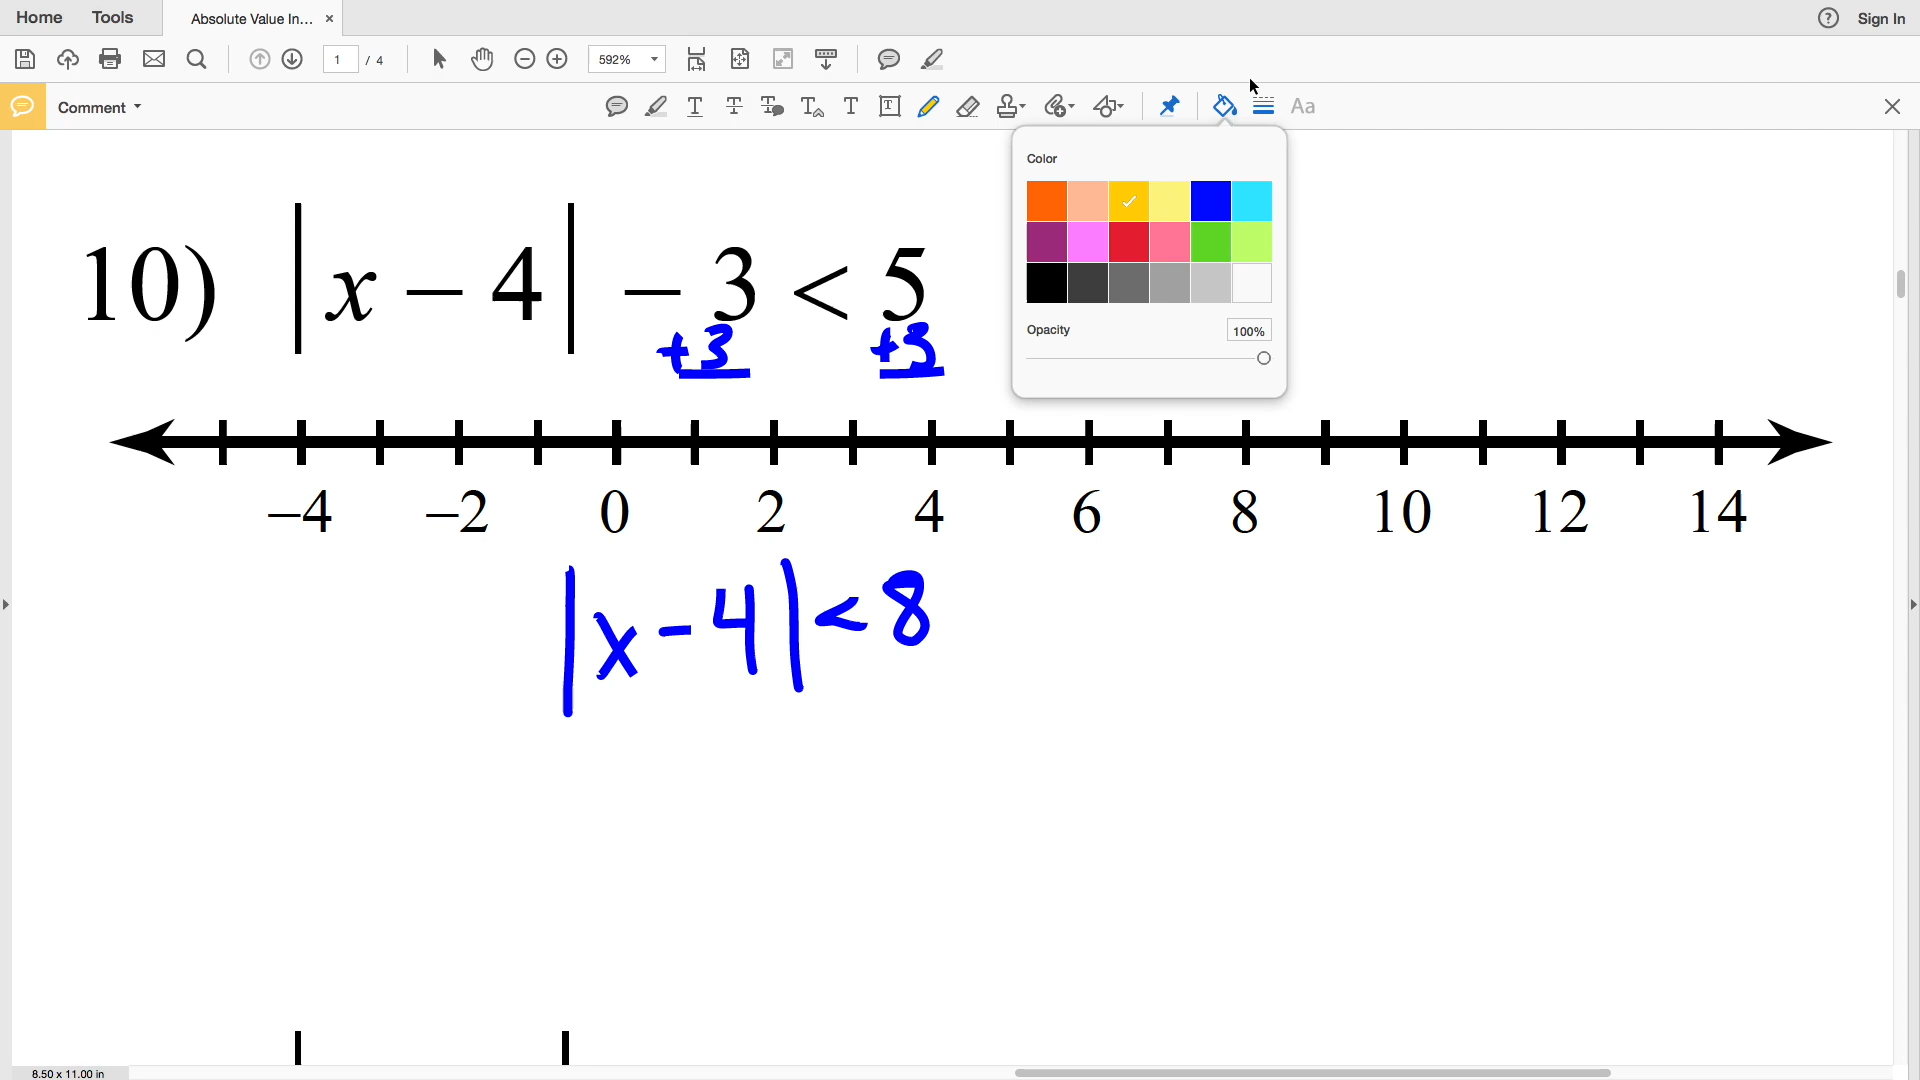 Home Tools Absolute Value In... × ? Sign In
1 / 4 592%
Comment T T T T T T Aa
Color
10) |x − 4| − 3 < 5
+3 +3
Opacity 100%
−4 −2 0 2 4 6 8 10 12 14
|x - 4| < 8
8.50 x 11.00 in